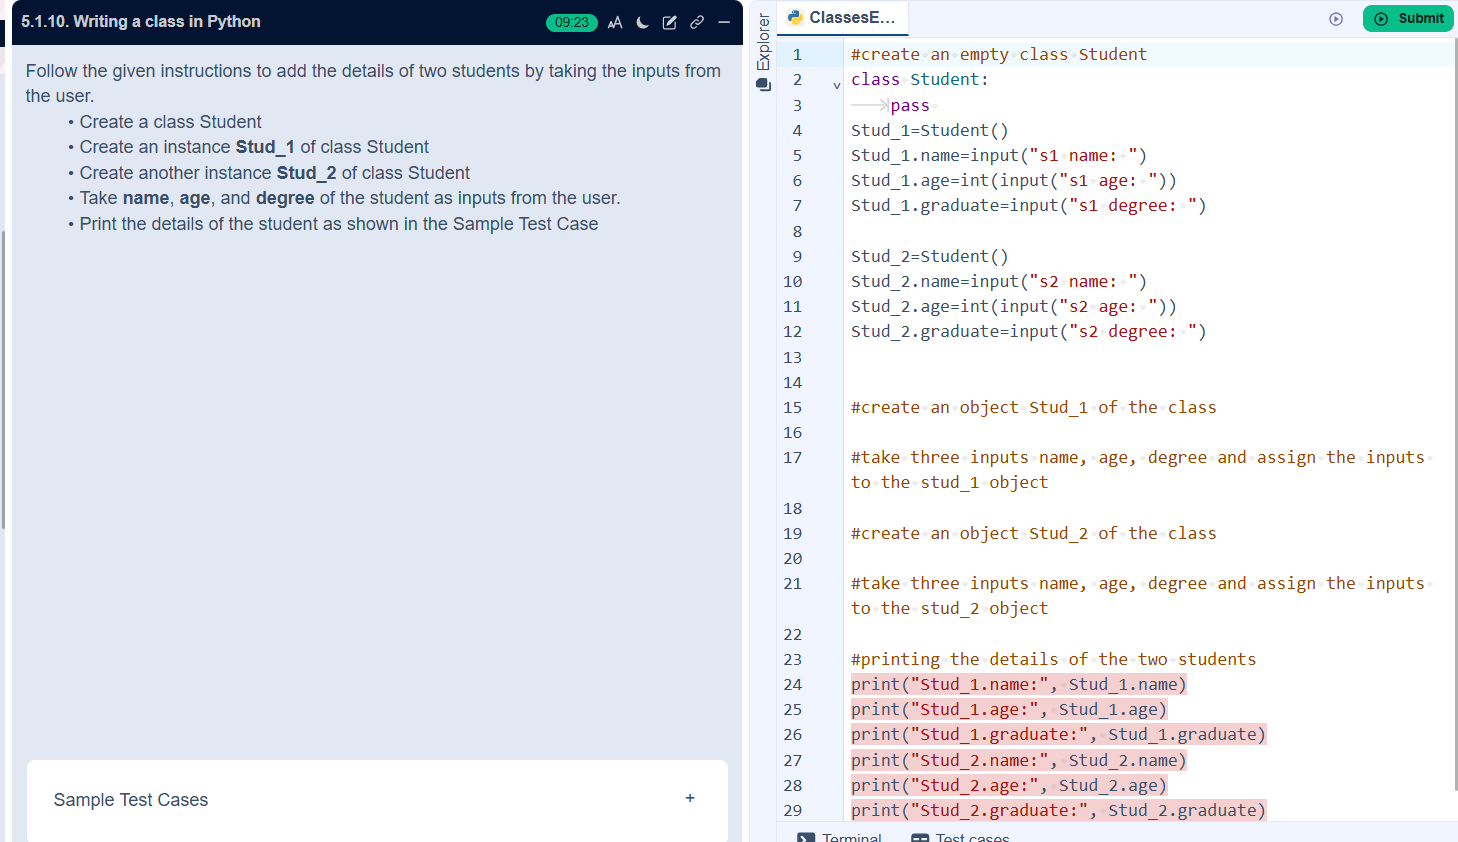 5.1.10. Writing a class in Python
09:23
Follow the given instructions to add the details of two students by taking the inputs from
the user.
• Create a class Student
• Create an instance Stud_1 of class Student
• Create another instance Stud_2 of class Student
• Take name, age, and degree of the student as inputs from the user.
• Print the details of the student as shown in the Sample Test Case
Sample Test Cases
+
Explorer
ClassesE...
Submit
1 #create an empty class Student
2 class Student:
3 pass
4 Stud_1=Student()
5 Stud_1.name=input("s1 name: ")
6 Stud_1.age=int(input("s1 age: "))
7 Stud_1.graduate=input("s1 degree: ")
8
9 Stud_2=Student()
10 Stud_2.name=input("s2 name: ")
11 Stud_2.age=int(input("s2 age: "))
12 Stud_2.graduate=input("s2 degree: ")
13
14
15 #create an object Stud_1 of the class
16
17 #take three inputs name, age, degree and assign the inputs
to the stud_1 object
18
19 #create an object Stud_2 of the class
20
21 #take three inputs name, age, degree and assign the inputs
to the stud_2 object
22
23 #printing the details of the two students
24 print("Stud_1.name:", Stud_1.name)
25 print("Stud_1.age:", Stud_1.age)
26 print("Stud_1.graduate:", Stud_1.graduate)
27 print("Stud_2.name:", Stud_2.name)
28 print("Stud_2.age:", Stud_2.age)
29 print("Stud_2.graduate:", Stud_2.graduate)
Terminal
Test cases